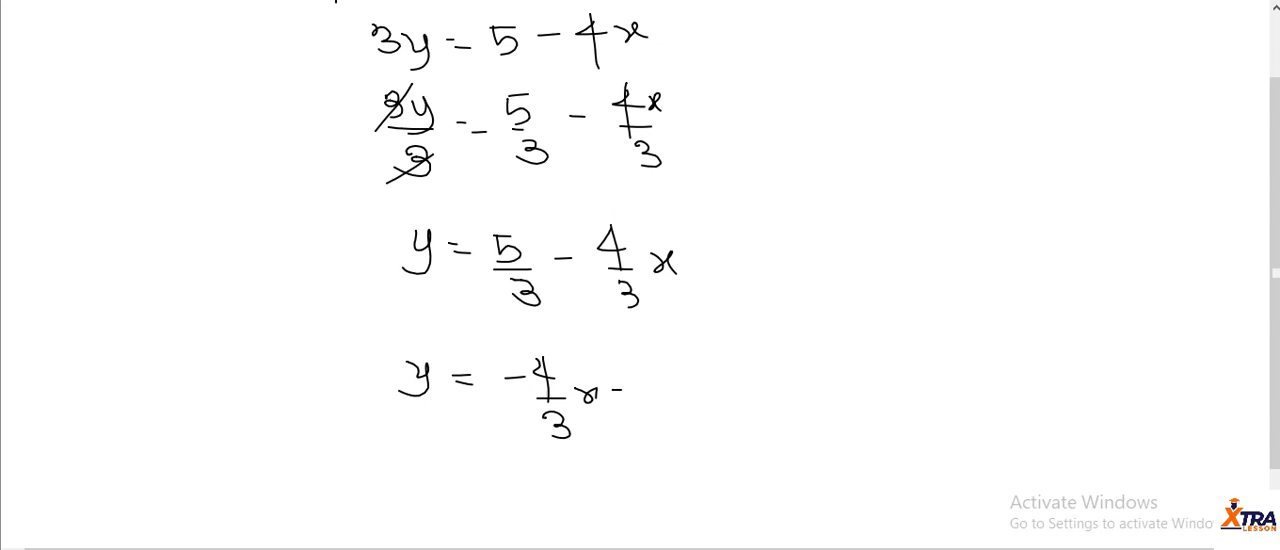 3y = 5 - 4x
3y/3 = 5/3 - 4x/3
y = 5/3 - 4/3 x
y = -4/3 x -
Activate Windows
Go to Settings to activate Windo
XTRA
LESSON